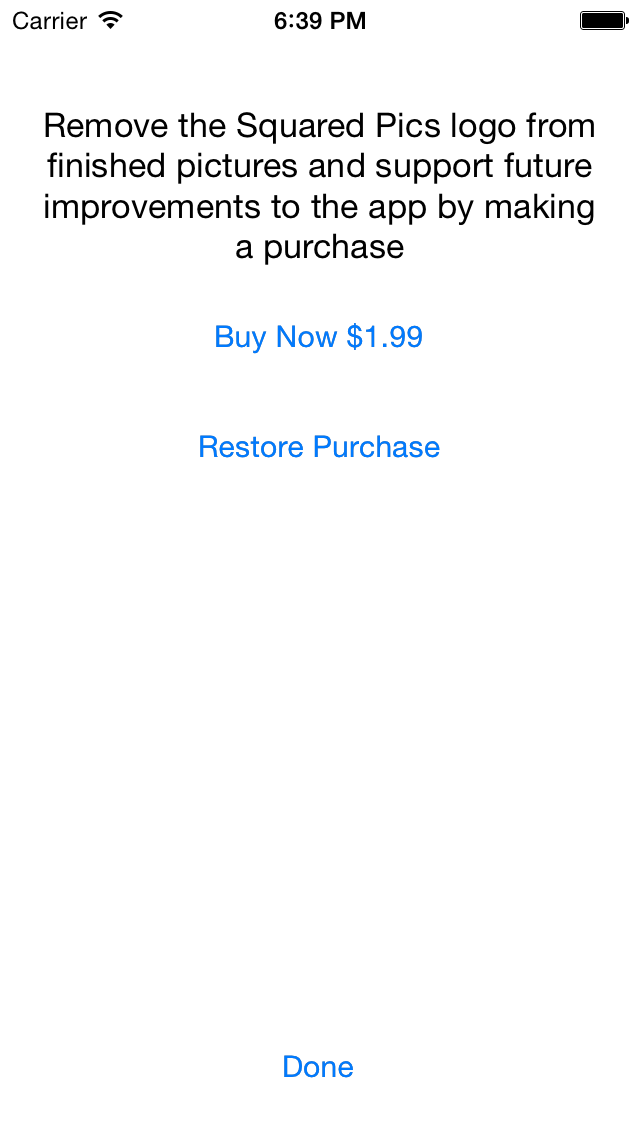 Carrier 6:39 PM
Remove the Squared Pics logo from
finished pictures and support future
improvements to the app by making
a purchase
Buy Now $1.99
Restore Purchase
Done